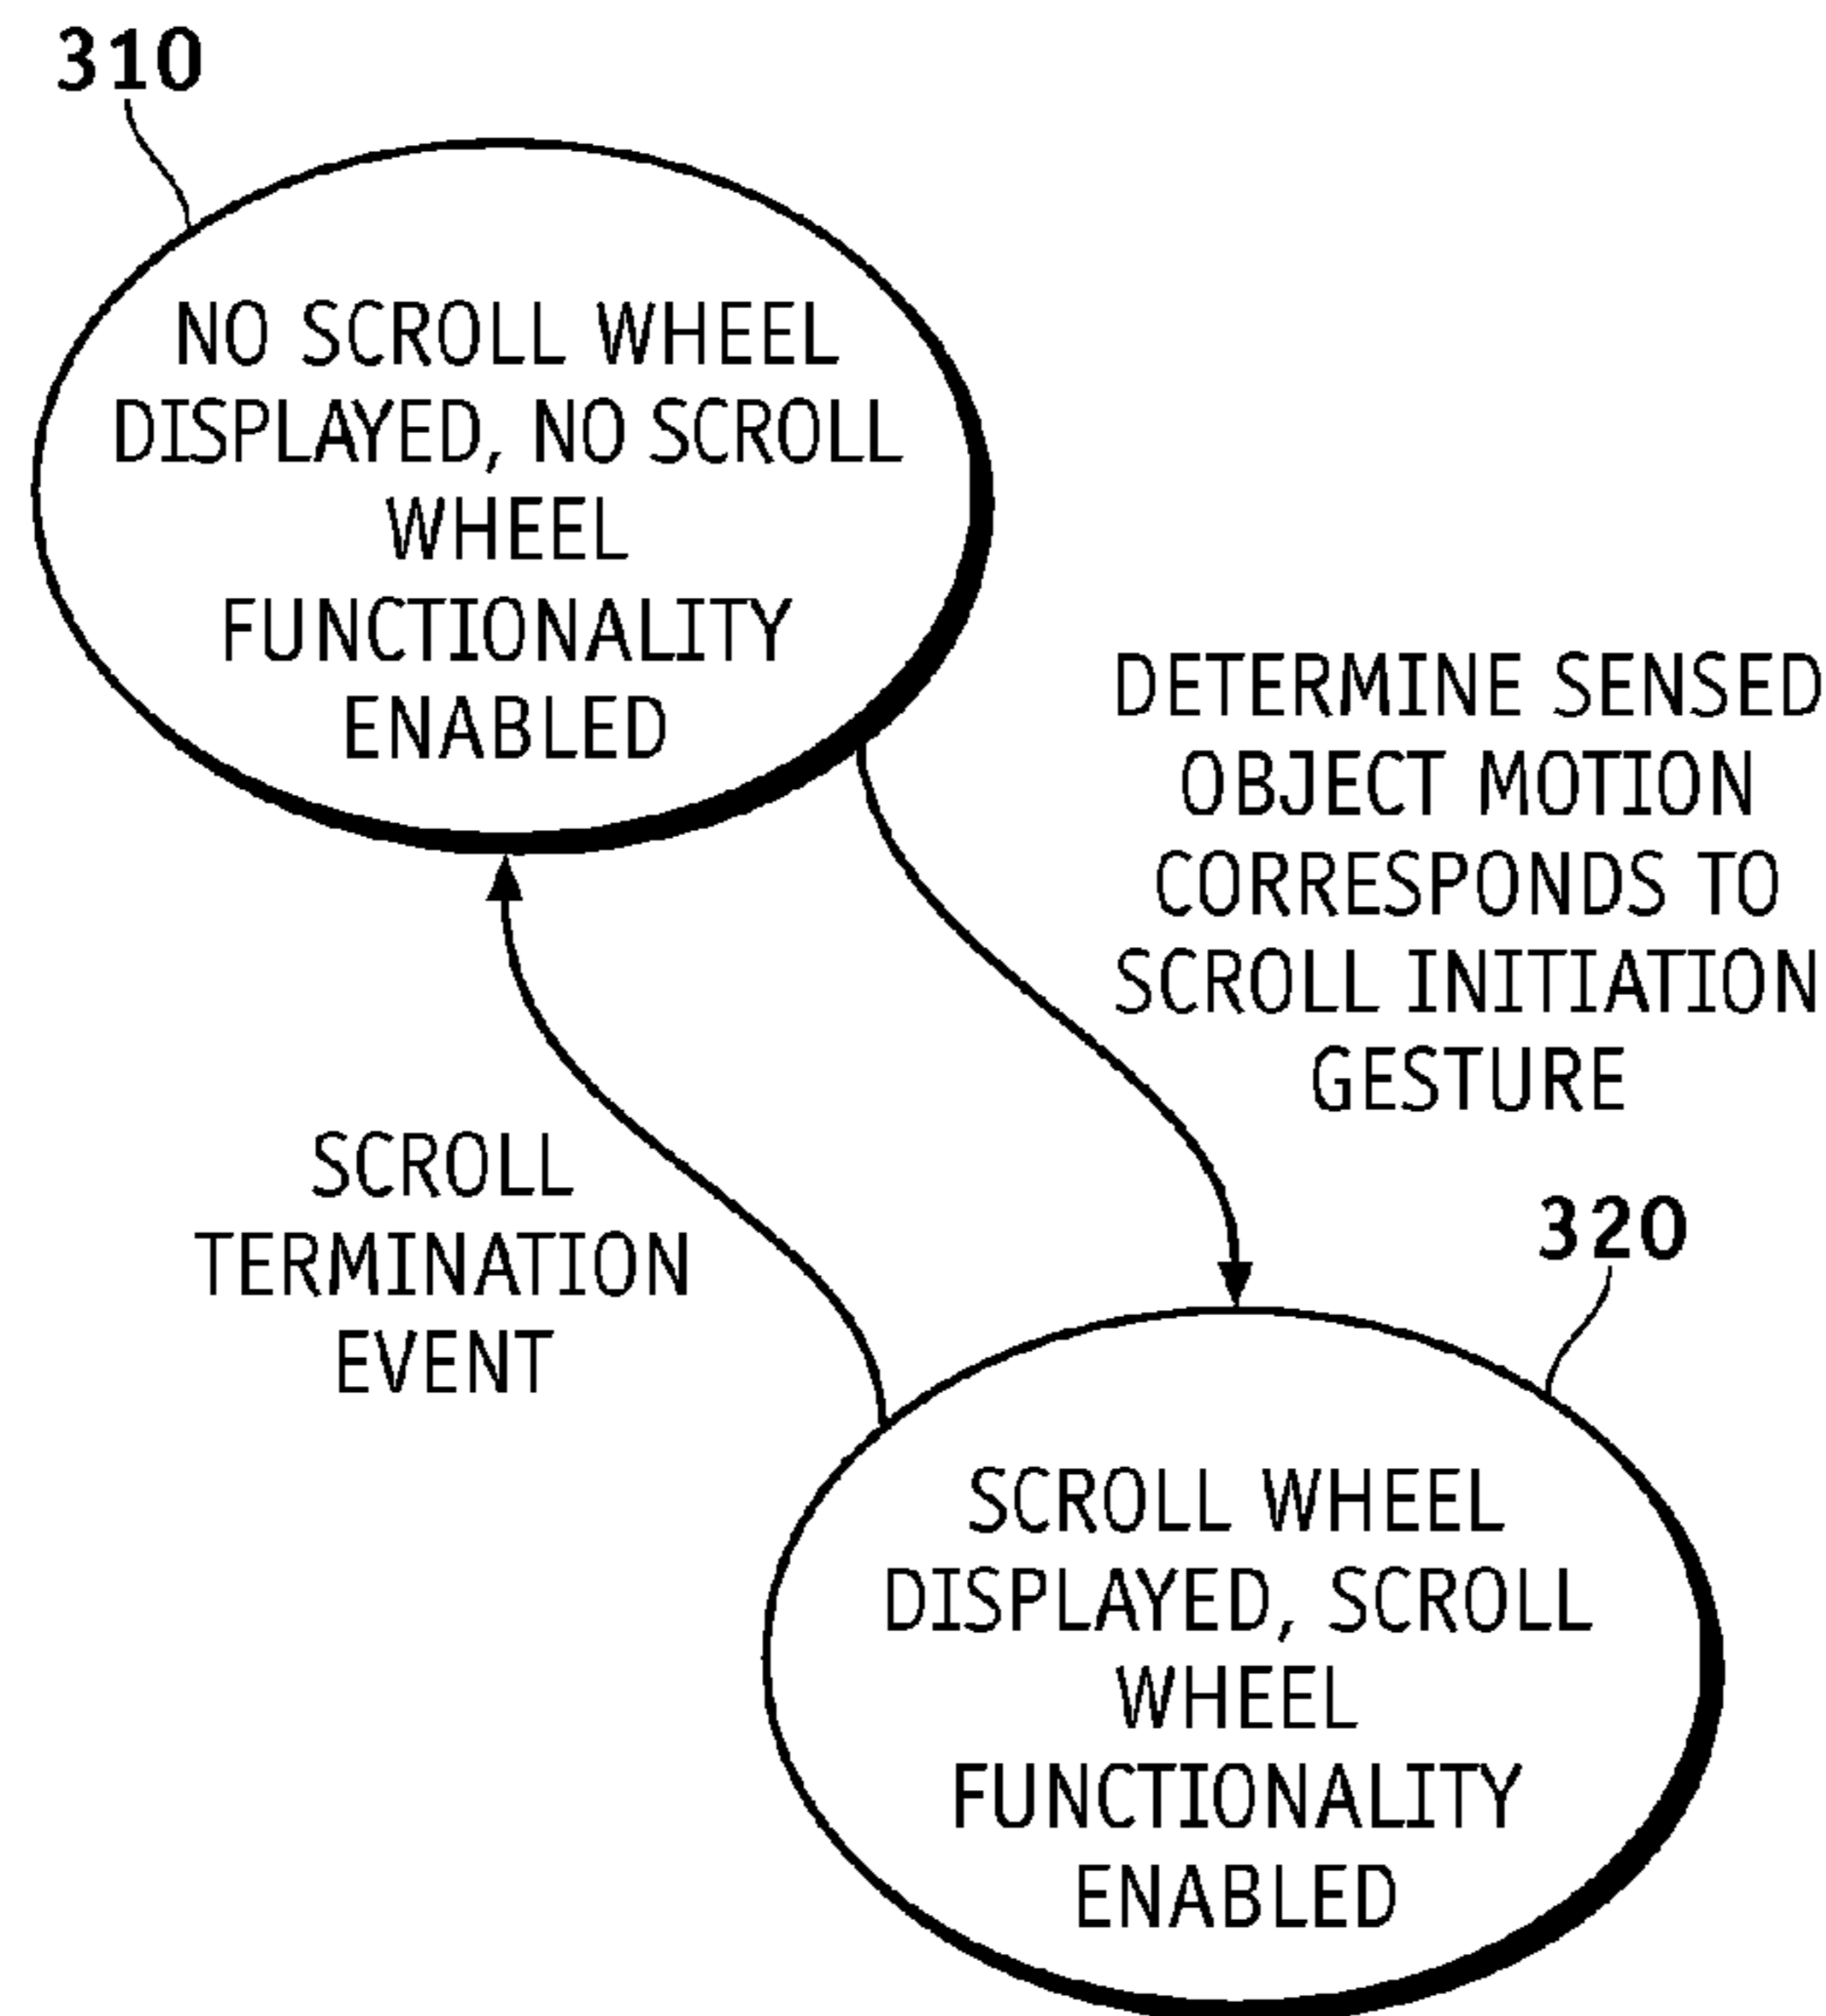 310
NO SCROLL WHEEL
DISPLAYED, NO SCROLL
WHEEL
FUNCTIONALITY
ENABLED
DETERMINE SENSED
OBJECT MOTION
CORRESPONDS TO
SCROLL INITIATION
GESTURE
SCROLL
TERMINATION
EVENT
320
SCROLL WHEEL
DISPLAYED, SCROLL
WHEEL
FUNCTIONALITY
ENABLED